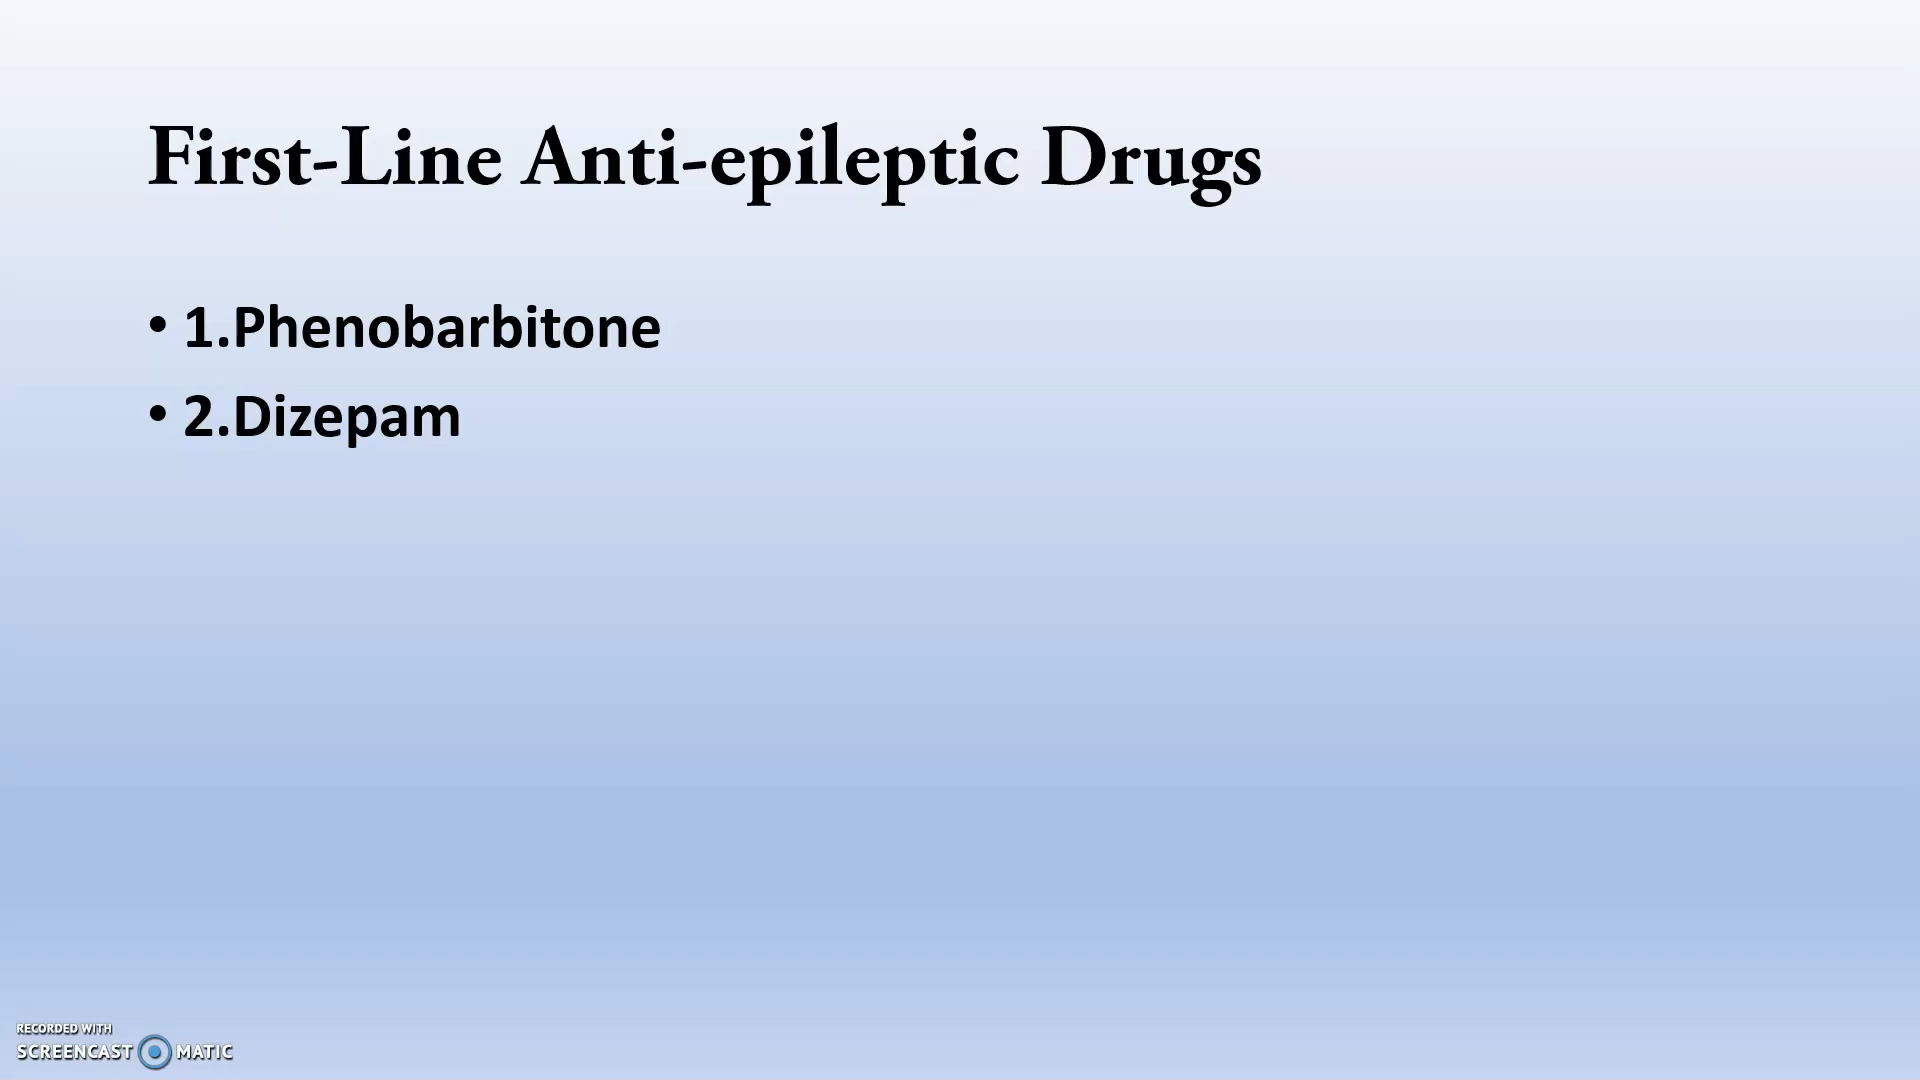 First-Line Anti-epileptic Drugs
• 1.Phenobarbitone
• 2.Dizepam
RECORDED WITH
SCREENCAST MATIC